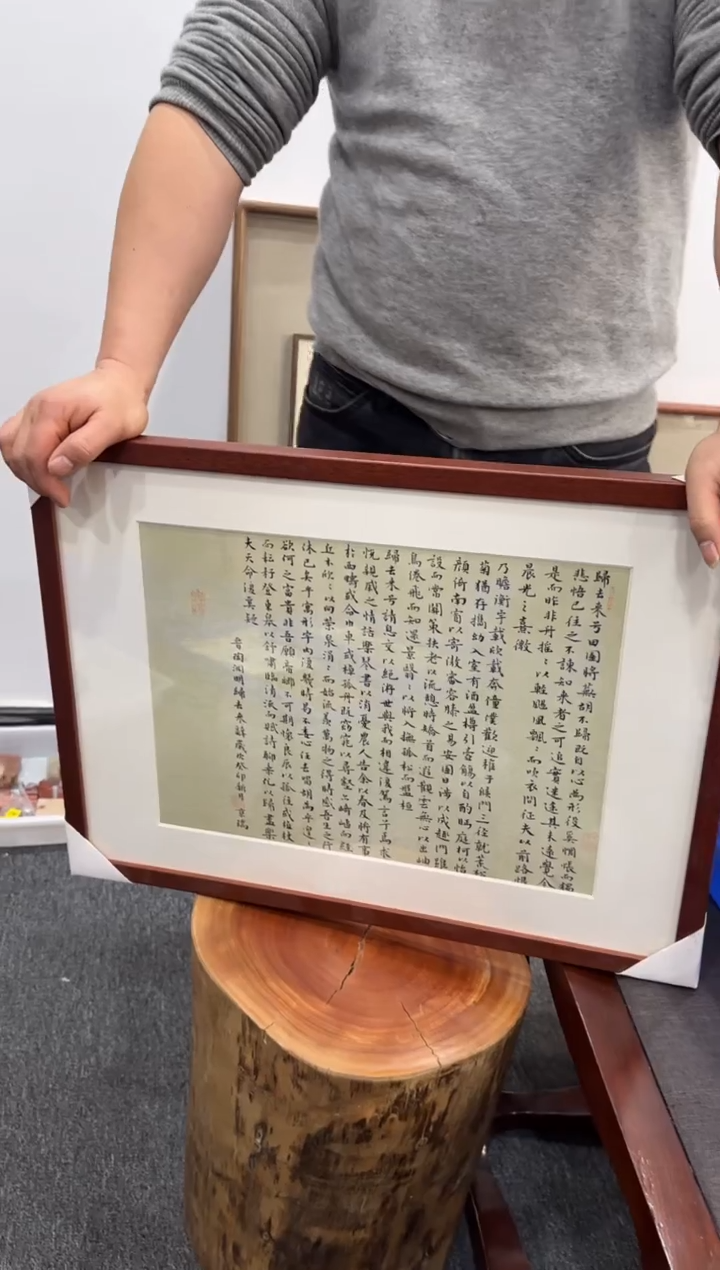 歸去来兮田園將蕪胡不歸既自以心為形役奚惆悵而獨
悲悟已往之不諫知来者之可追實迷途其未遠覺今
是而昨非舟搖:以輕颺風飄:而吹衣問征夫以前路恨
晨光之熹微
乃瞻衡宇載欣載奔僮僕歡迎稚子候門三徑就荒松
菊猶存攜幼入室有酒盈樽引壺觴以自酌眄庭柯以怡
顏倚南窗以寄傲審容膝之易安園日涉以成趣門雖
設而常關策扶老以流憩時矯首而遐觀雲無心以出岫
鳥倦飛而知還景翳:以將入撫孤松而盤桓
歸去来兮請息交以絕游世與我而相違復駕言兮焉求
悅親戚之情話樂琴書以消憂農人告余以春及將有事
於西疇或命巾車或棹孤舟既窈窕以尋壑亦崎嶇而經
丘木欣:以向榮泉涓:而始流羨萬物之得時感吾生之行
休已矣乎寓形宇内復幾時曷不委心任去留胡為乎遑:
欲何之富貴非吾願帝鄉不可期懷良辰以孤往或植杖
而耘耔登東皋以舒嘯臨清流而賦詩聊乘化以歸盡樂
夫天命復奚疑
晉陶淵明歸去来辭歲次癸卯